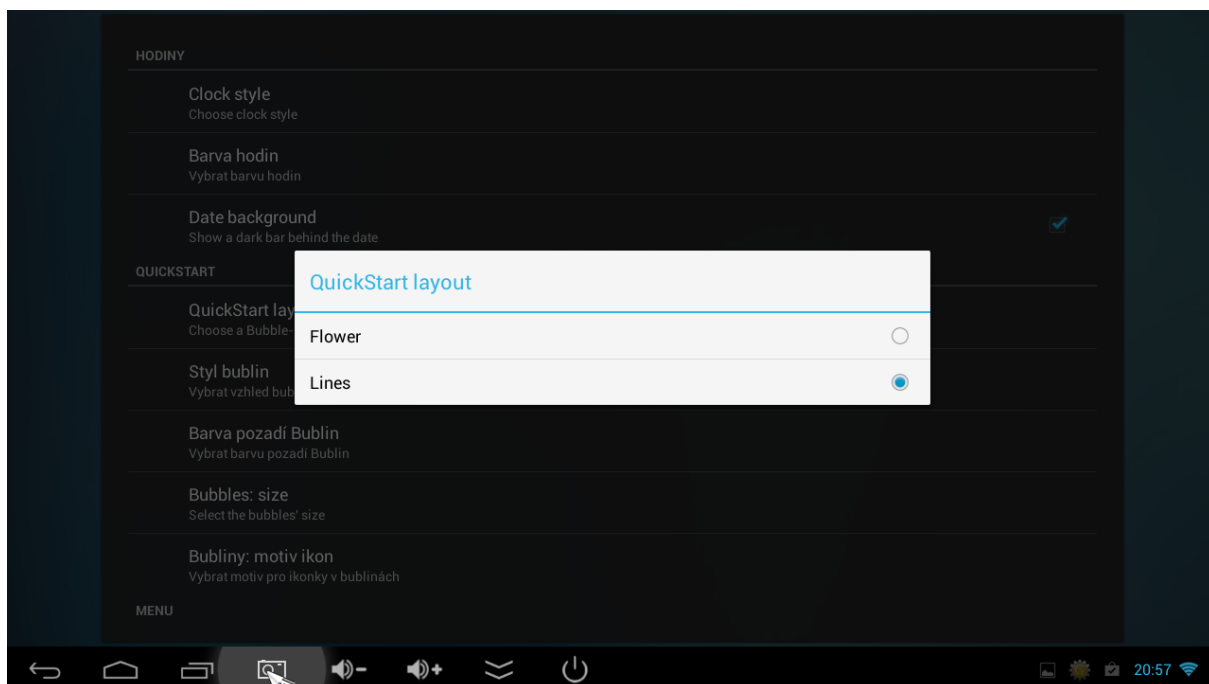 HODINY
Clock style
Choose clock style
Barva hodin
Vybrat barvu hodin
Date background
Show a dark bar behind the date
QUICKSTART
QuickStart lay
Choose a Bubble-
QuickStart layout
Flower
Lines
Styl bublin
Vybrat vzhled bub
Barva pozadí Bublin
Vybrat barvu pozadí Bublin
Bubbles: size
Select the bubbles' size
Bubliny: motiv ikon
Vybrat motiv pro ikonky v bublinách
MENU
20:57